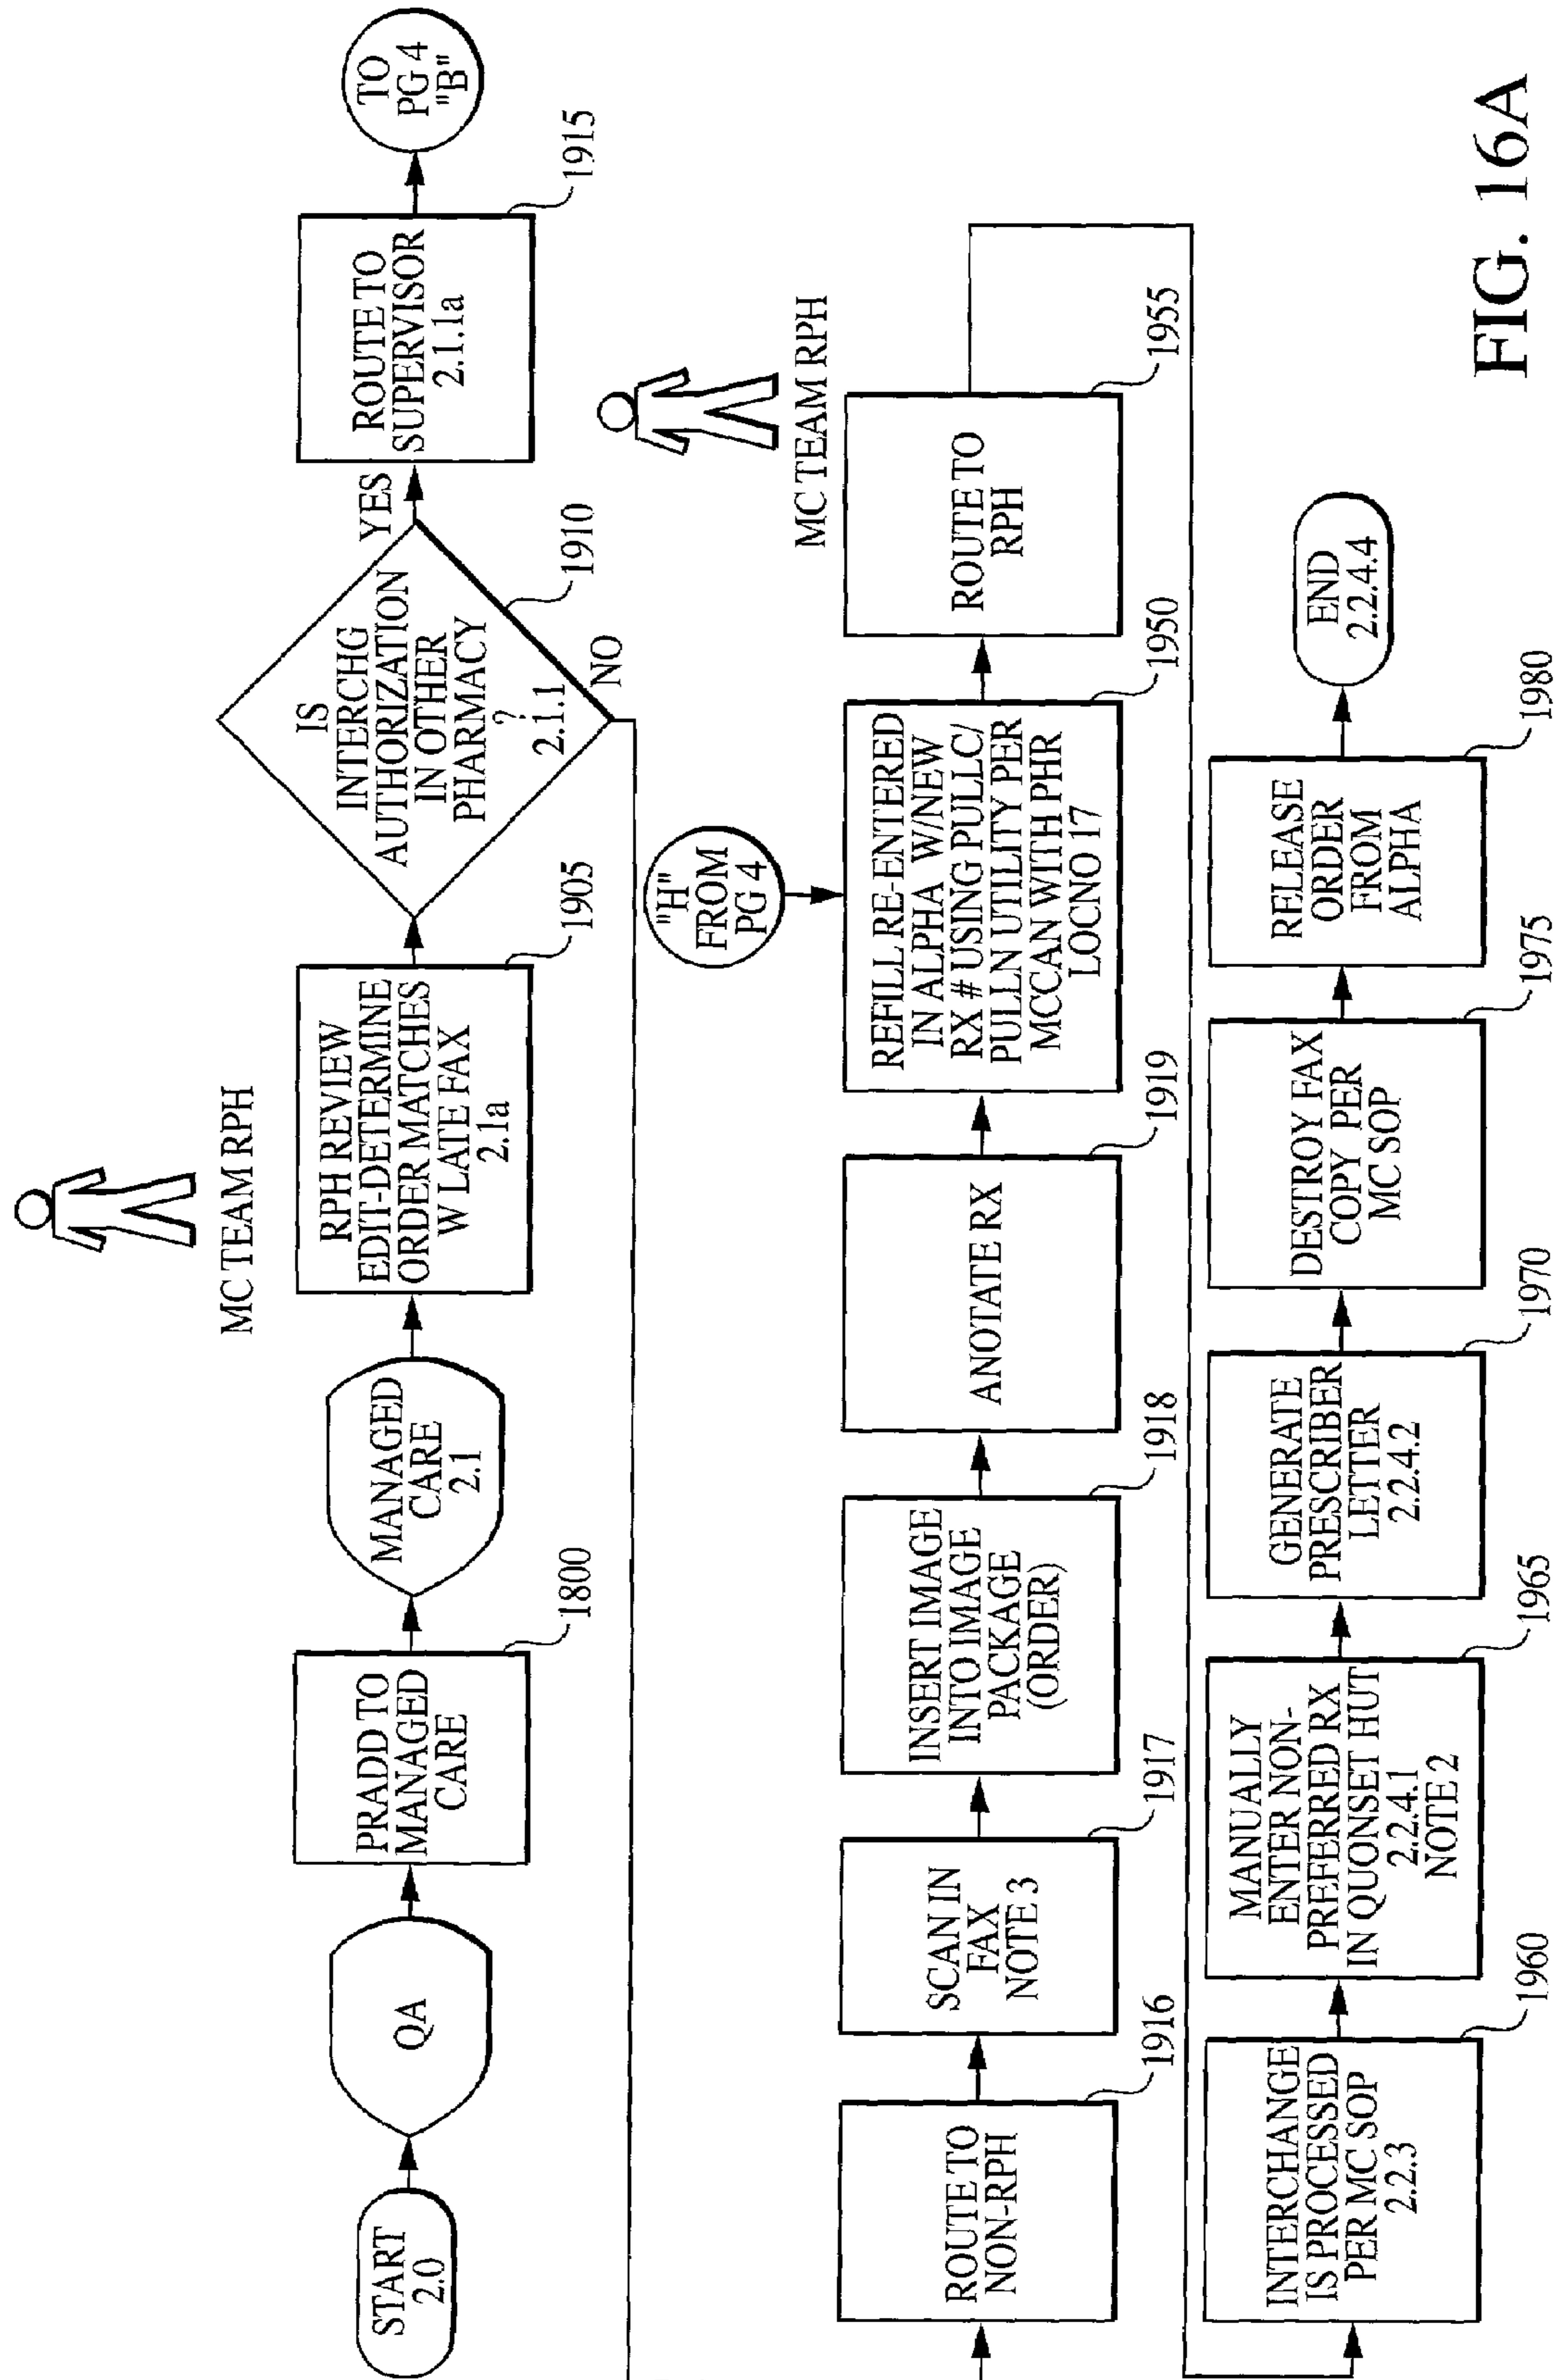 START
2.0
QA
PRADD TO
MANAGED
CARE
1800
MANAGED
CARE
2.1
MC TEAM RPH
RPH REVIEW
EDIT-DETERMINE
ORDER MATCHES
W LATE FAX
2.1a
1905
IS
INTERCHG
AUTHORIZATION
IN OTHER
PHARMACY
?
2.1.1
YES
NO
1910
ROUTE TO
SUPERVISOR
2.1.1a
1915
TO
PG 4
"B"
ROUTE TO
NON-RPH
1916
SCAN IN
FAX
NOTE 3
1917
INSERT IMAGE
INTO IMAGE
PACKAGE
(ORDER)
1918
ANOTATE RX
1919
"H"
FROM
PG 4
REFILL RE-ENTERED
IN ALPHA W/NEW
RX # USING PULLC/
PULLN UTILITY PER
MCCAN WITH PHR
LOCNO 17
1950
MC TEAM RPH
ROUTE TO
RPH
1955
INTERCHANGE
IS PROCESSED
PER MC SOP
2.2.3
1960
MANUALLY
ENTER NON-
PREFERRED RX
IN QUONSET HUT
2.2.4.1
NOTE 2
1965
GENERATE
PRESCRIBER
LETTER
2.2.4.2
1970
DESTROY FAX
COPY PER
MC SOP
1975
RELEASE
ORDER
FROM
ALPHA
1980
END
2.2.4.4
FIG. 16A